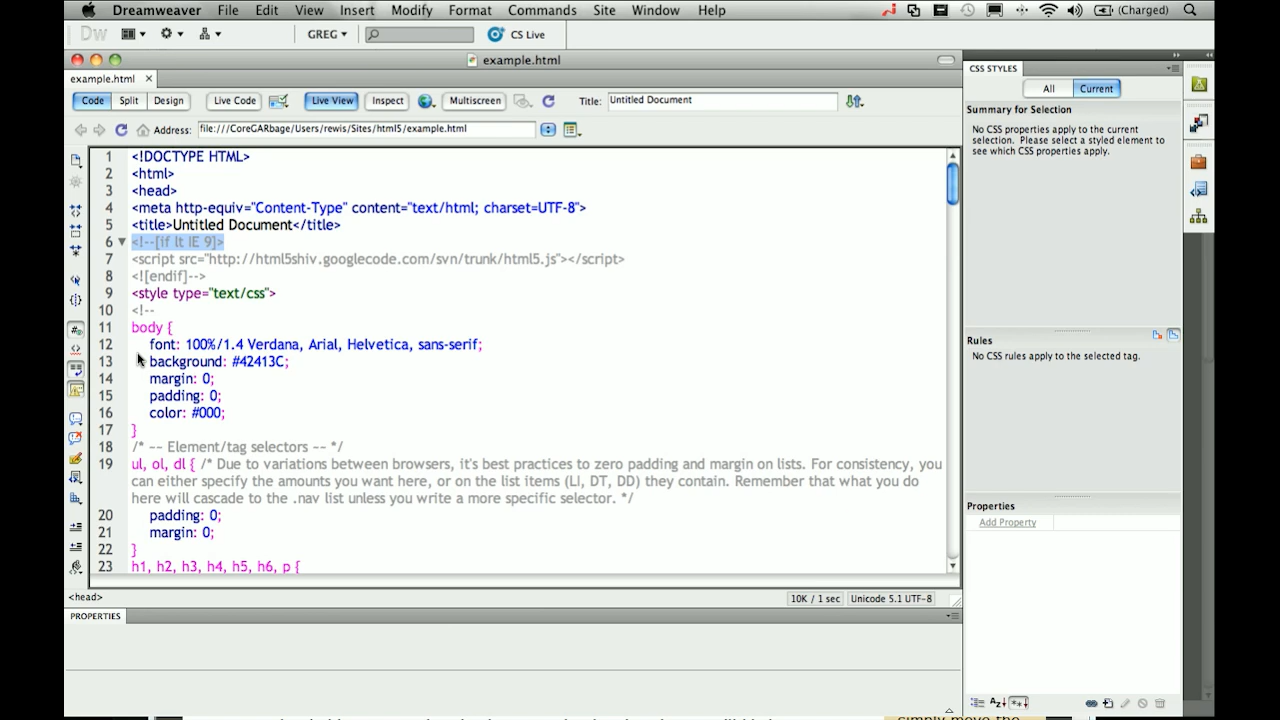 Dreamweaver File Edit View Insert Modify Format Commands Site Window Help (Charged)
Dw GREG CS Live
example.html
example.html
CSS STYLES
Code Split Design Live Code Live View Inspect Multiscreen Title: Untitled Document
All Current
Address: file:///CoreGARbage/Users/rewis/Sites/html5/example.html
Summary for Selection
No CSS properties apply to the current
selection. Please select a styled element to
see which CSS properties apply.
1 <!DOCTYPE HTML>
2 <html>
3 <head>
4 <meta http-equiv="Content-Type" content="text/html; charset=UTF-8">
5 <title>Untitled Document</title>
6 <!--[if lt IE 9]>
7 <script src="http://html5shiv.googlecode.com/svn/trunk/html5.js"></script>
8 <![endif]-->
9 <style type="text/css">
10 <!--
11 body {
12 font: 100%/1.4 Verdana, Arial, Helvetica, sans-serif;
13 background: #42413C;
14 margin: 0;
15 padding: 0;
16 color: #000;
17 }
18 /* -- Element/tag selectors -- */
19 ul, ol, dl { /* Due to variations between browsers, it's best practices to zero padding and margin on lists. For consistency, you
can either specify the amounts you want here, or on the list items (LI, DT, DD) they contain. Remember that what you do
here will cascade to the .nav list unless you write a more specific selector. */
20 padding: 0;
21 margin: 0;
22 }
23 h1, h2, h3, h4, h5, h6, p {
Rules
No CSS rules apply to the selected tag.
Properties
Add Property
<head>
10K / 1 sec Unicode 5.1 UTF-8
PROPERTIES
simply move the